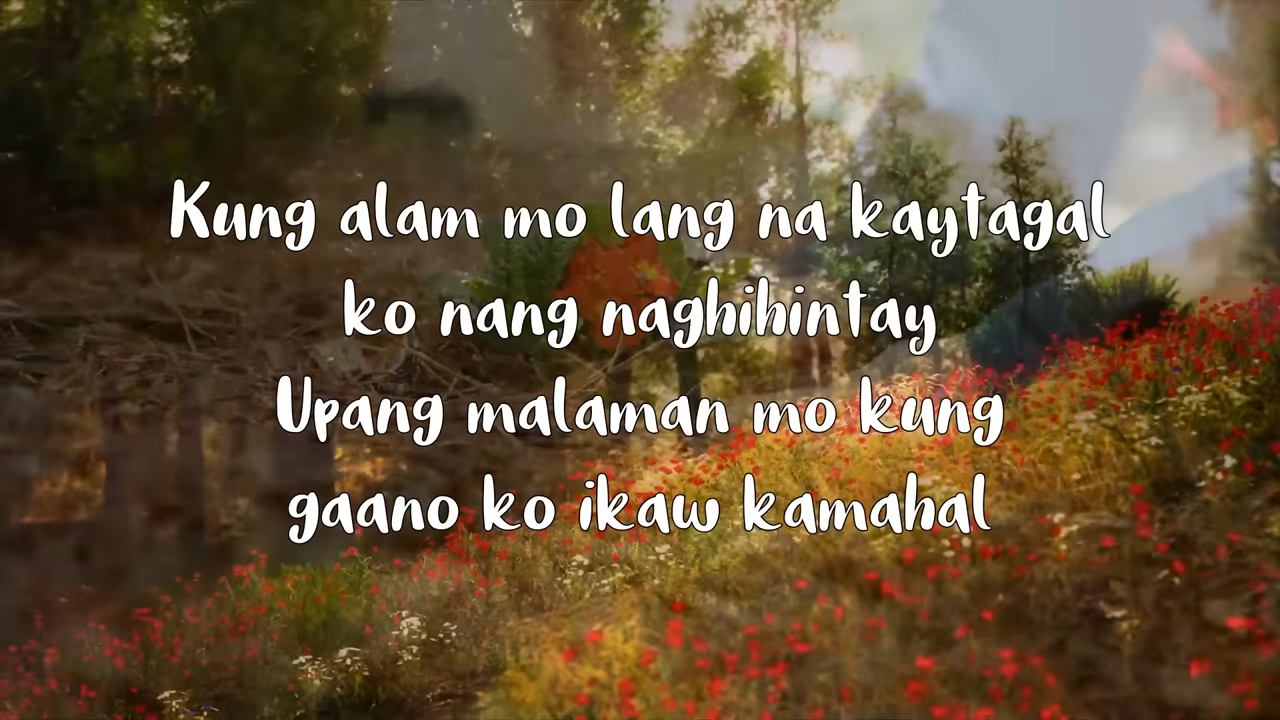 Kung alam mo lang na kaytagal
ko nang naghihintay
Upang malaman mo kung
gaano ko ikaw kamahal